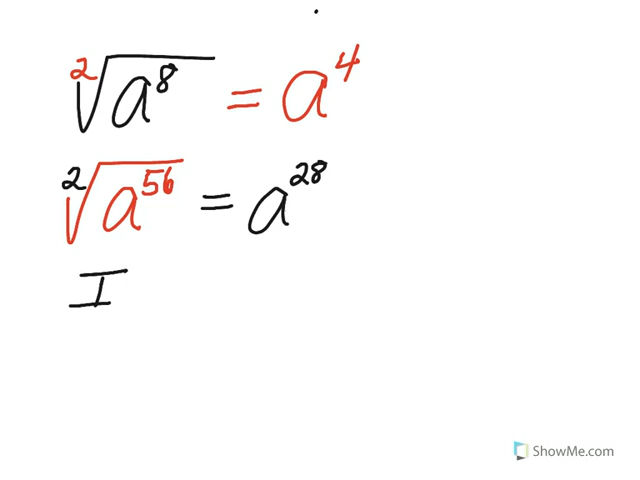 ²√a⁸ = a⁴
²√a⁵⁶ = a²⁸
I
ShowMe.com